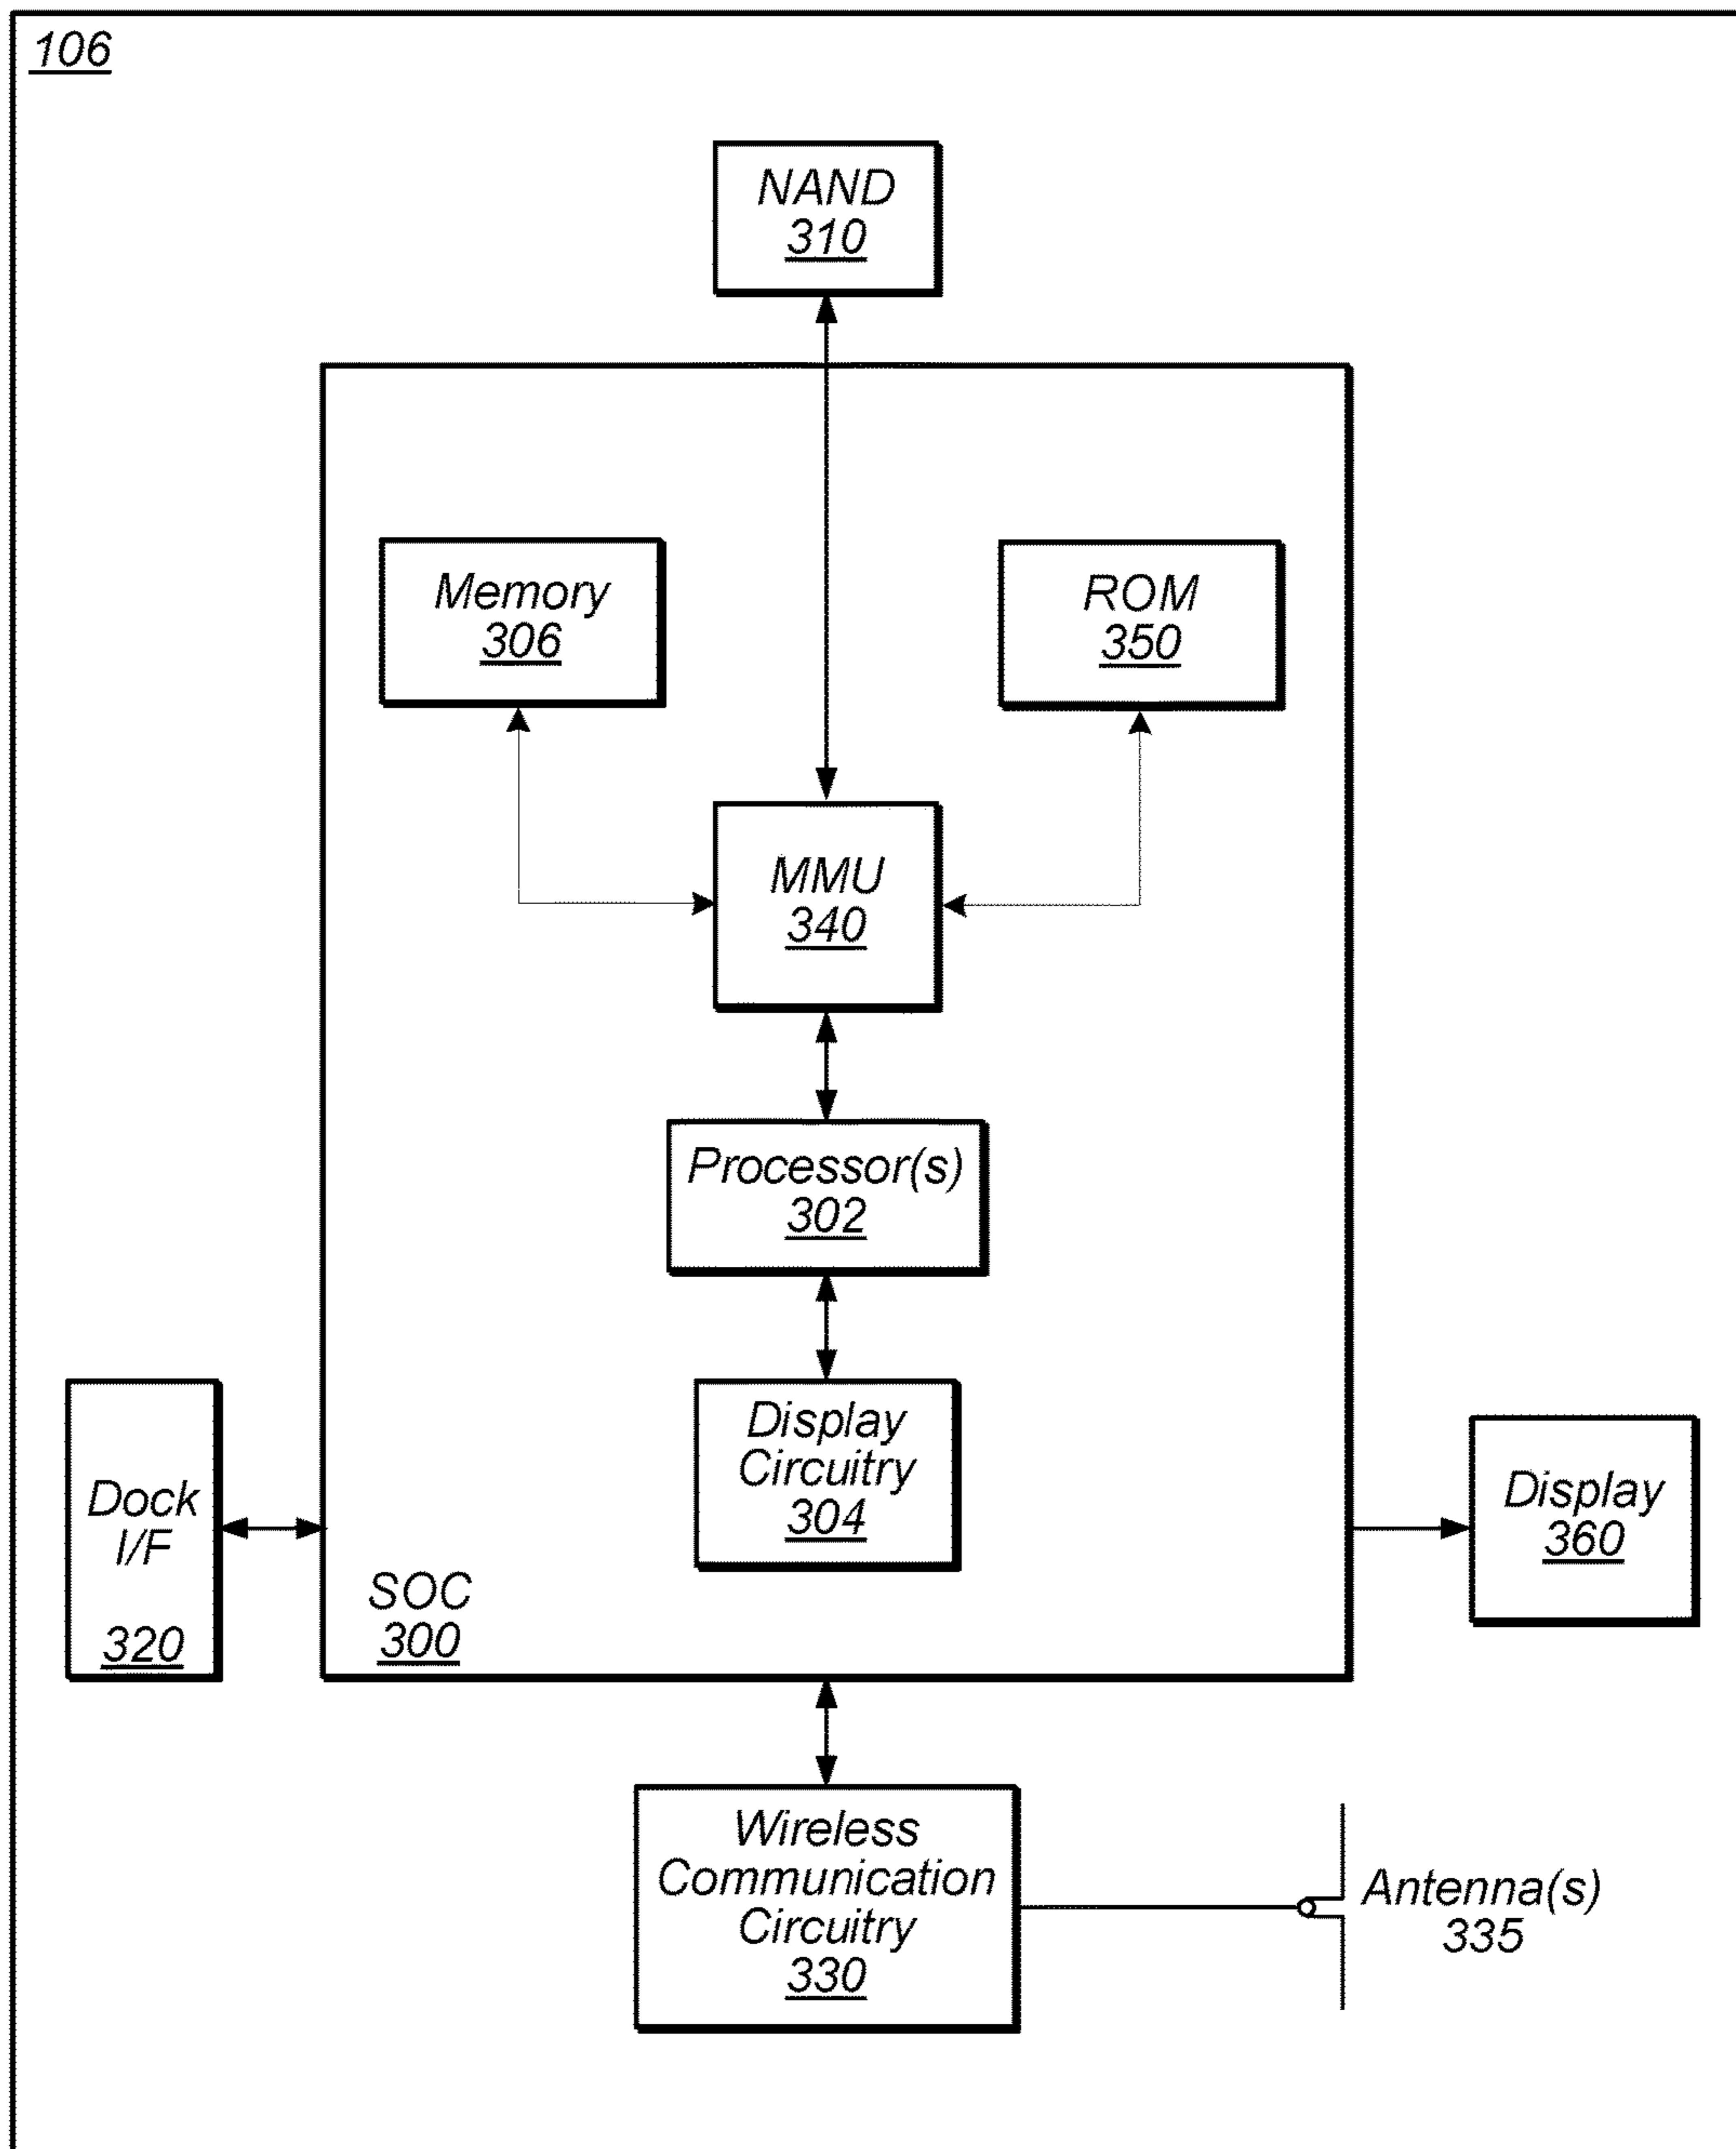 106
NAND
310
Memory
306
ROM
350
MMU
340
Processor(s)
302
Display
Circuitry
304
Dock
I/F
320
SOC
300
Display
360
Wireless
Communication
Circuitry
330
Antenna(s)
335